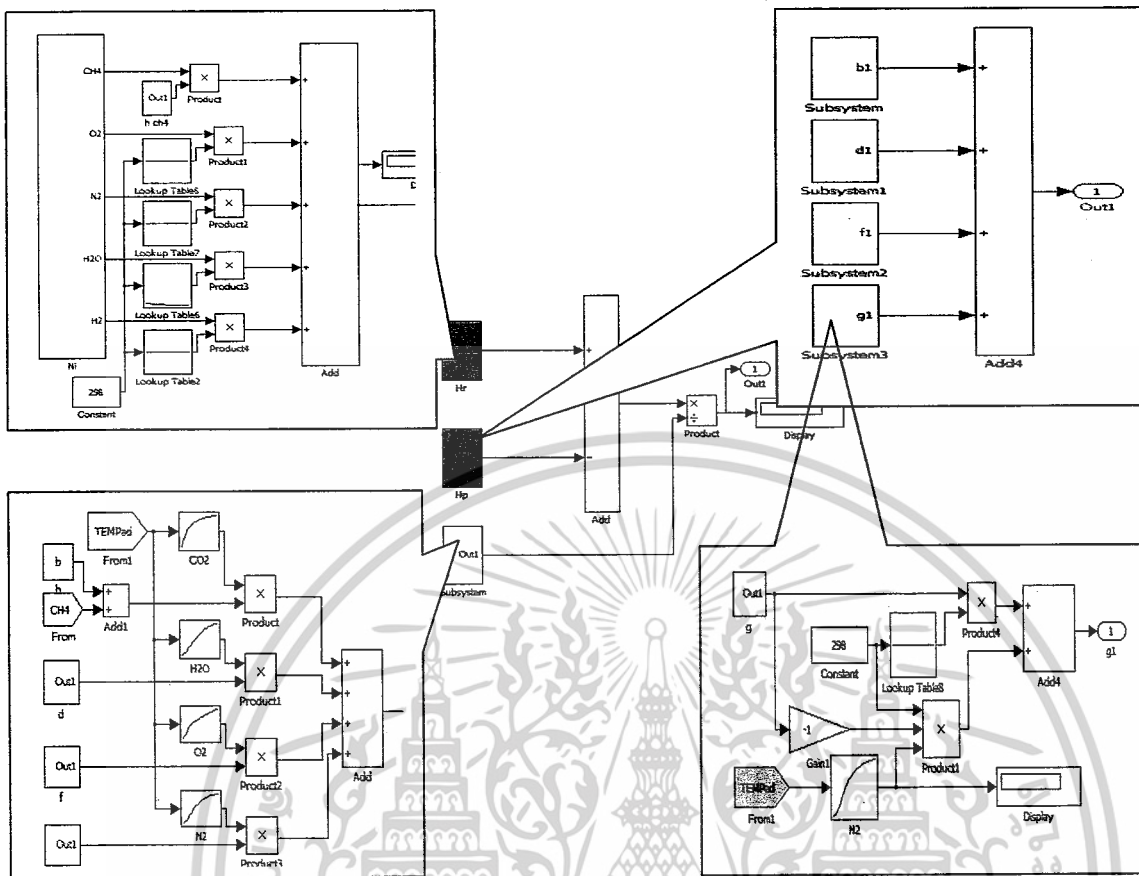 CH4
×
Product
Out1
h ch4
O2
×
Product1
Lookup Table5
N2
×
Product2
Lookup Table7
H2O
×
Product3
Lookup Table6
H2
×
Product4
Lookup Table2
Ni
298
Constant
+
+
+
+
+
Add
D
b1
Subsystem
d1
Subsystem1
f1
Subsystem2
g1
Subsystem3
+
+
+
+
Add4
1
Out1
Hr
Hp
+
−
Add
×
÷
Product
1
Out1
Display
Out1
Subsystem
TEMPad
From1
b
CH4
From
+
+
Add1
CO2
×
Product
H2O
×
Product1
Out1
d
O2
×
Product2
Out1
f
N2
×
Product3
Out1
+
+
+
+
Add
Out1
g
×
Product4
298
Constant
Lookup Table8
+
+
Add4
1
g1
-1
Gain1
×
Product1
TEMPad
From1
N2
Display